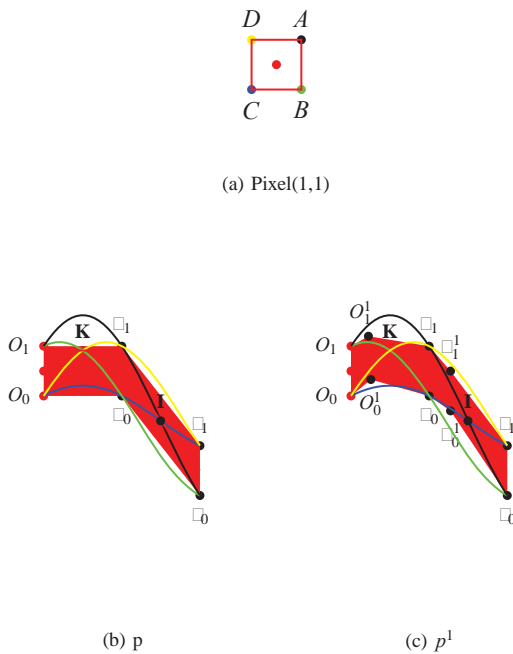 D A
C B
(a) Pixel(1,1)
K □₁
O₁
O₀
□₀ I
□₁
□₀
(b) p
O₁¹ K □₁
O₁ □₁¹
O₀ O₀¹ □₀ I
□₀¹ □₁
□₀
(c) p¹